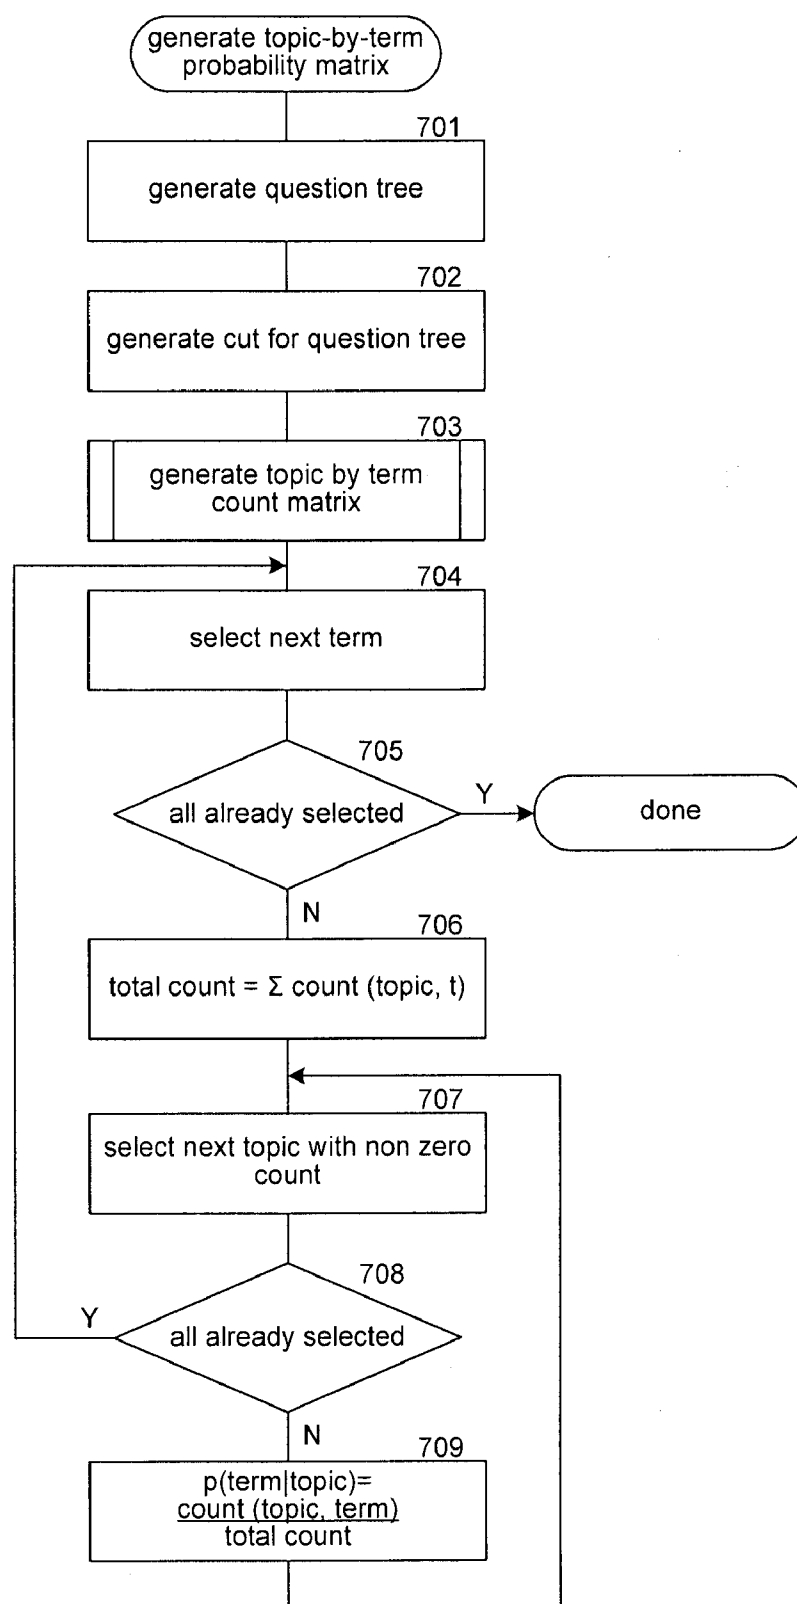 generate topic-by-term
probability matrix
701
generate question tree
702
generate cut for question tree
703
generate topic by term
count matrix
704
select next term
705
all already selected
Y
done
N
706
total count = Σ count (topic, t)
707
select next topic with non zero
count
708
Y
all already selected
N
709
p(term|topic)=
count (topic, term)
total count